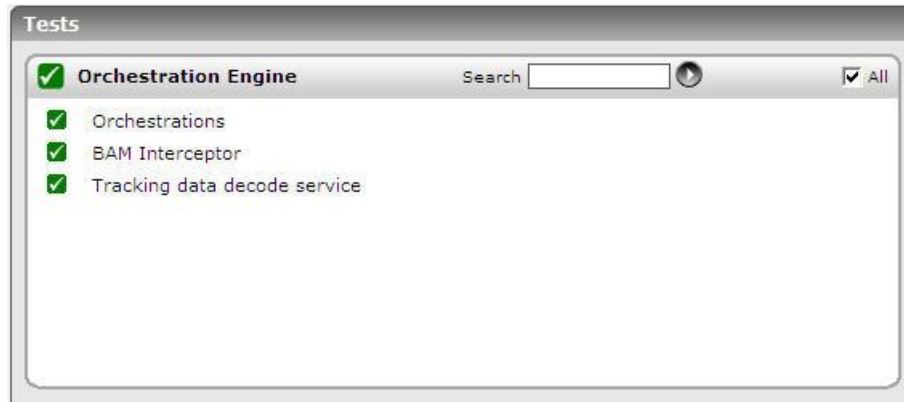 Tests
Orchestration Engine Search All
Orchestrations
BAM Interceptor
Tracking data decode service